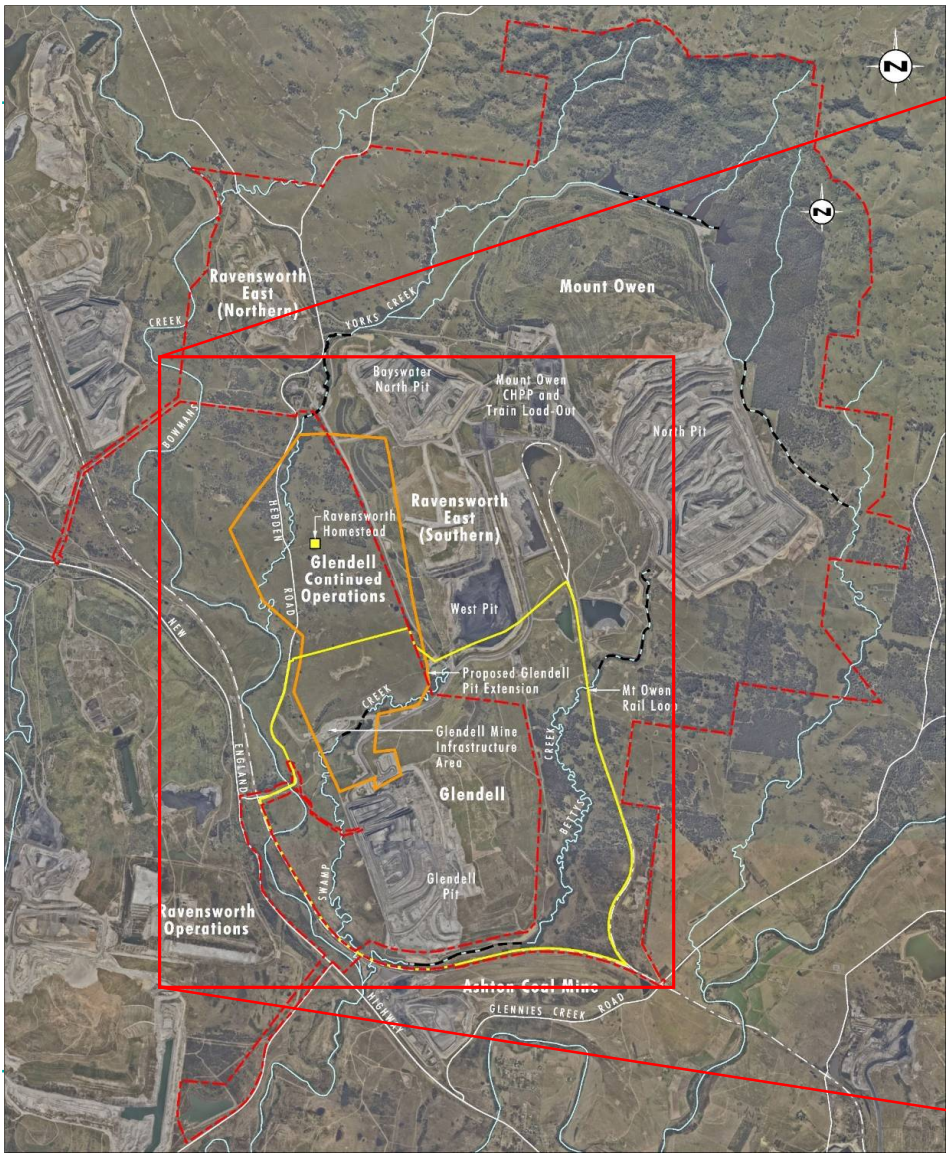 N
N
Ravensworth
East
(Northern)
Mount Owen
YORKS CREEK
CREEK
BOWMANS
Bayswater
North Pit
Mount Owen
CHPP and
Train Load-Out
North Pit
Ravensworth
East
(Southern)
HEBDEN
ROAD
Ravensworth
Homestead
Glendell
Continued
Operations
West Pit
NEW
Proposed Glendell
Pit Extension
CREEK
Mt Owen
Rail Loop
Glendell Mine
Infrastructure
Area
CREEK
ENGLAND
Glendell
BETTYS
SWAMP
Glendell
Pit
Ravensworth
Operations
Ashton Coal Mine
HIGHWAY
GLENNIES CREEK ROAD